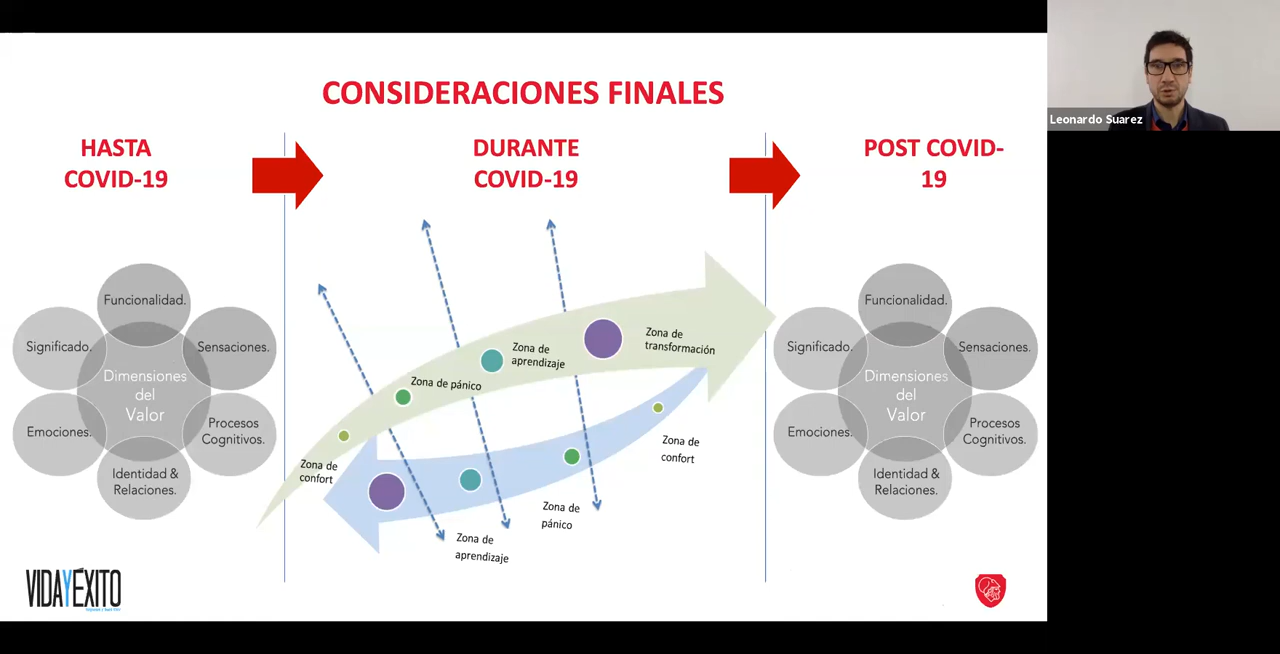 CONSIDERACIONES FINALES
Leonardo Suarez
HASTA
COVID-19
DURANTE
COVID-19
POST COVID-
19
Funcionalidad.
Significado.
Sensaciones.
Dimensiones
del
Valor
Emociones.
Procesos
Cognitivos.
Identidad &
Relaciones.
Zona de
confort
Zona de pánico
Zona de
aprendizaje
Zona de
transformación
Zona de
confort
Zona de
pánico
Zona de
aprendizaje
Funcionalidad.
Significado.
Sensaciones.
Dimensiones
del
Valor
Emociones.
Procesos
Cognitivos.
Identidad &
Relaciones.
VIDAYÉXITO